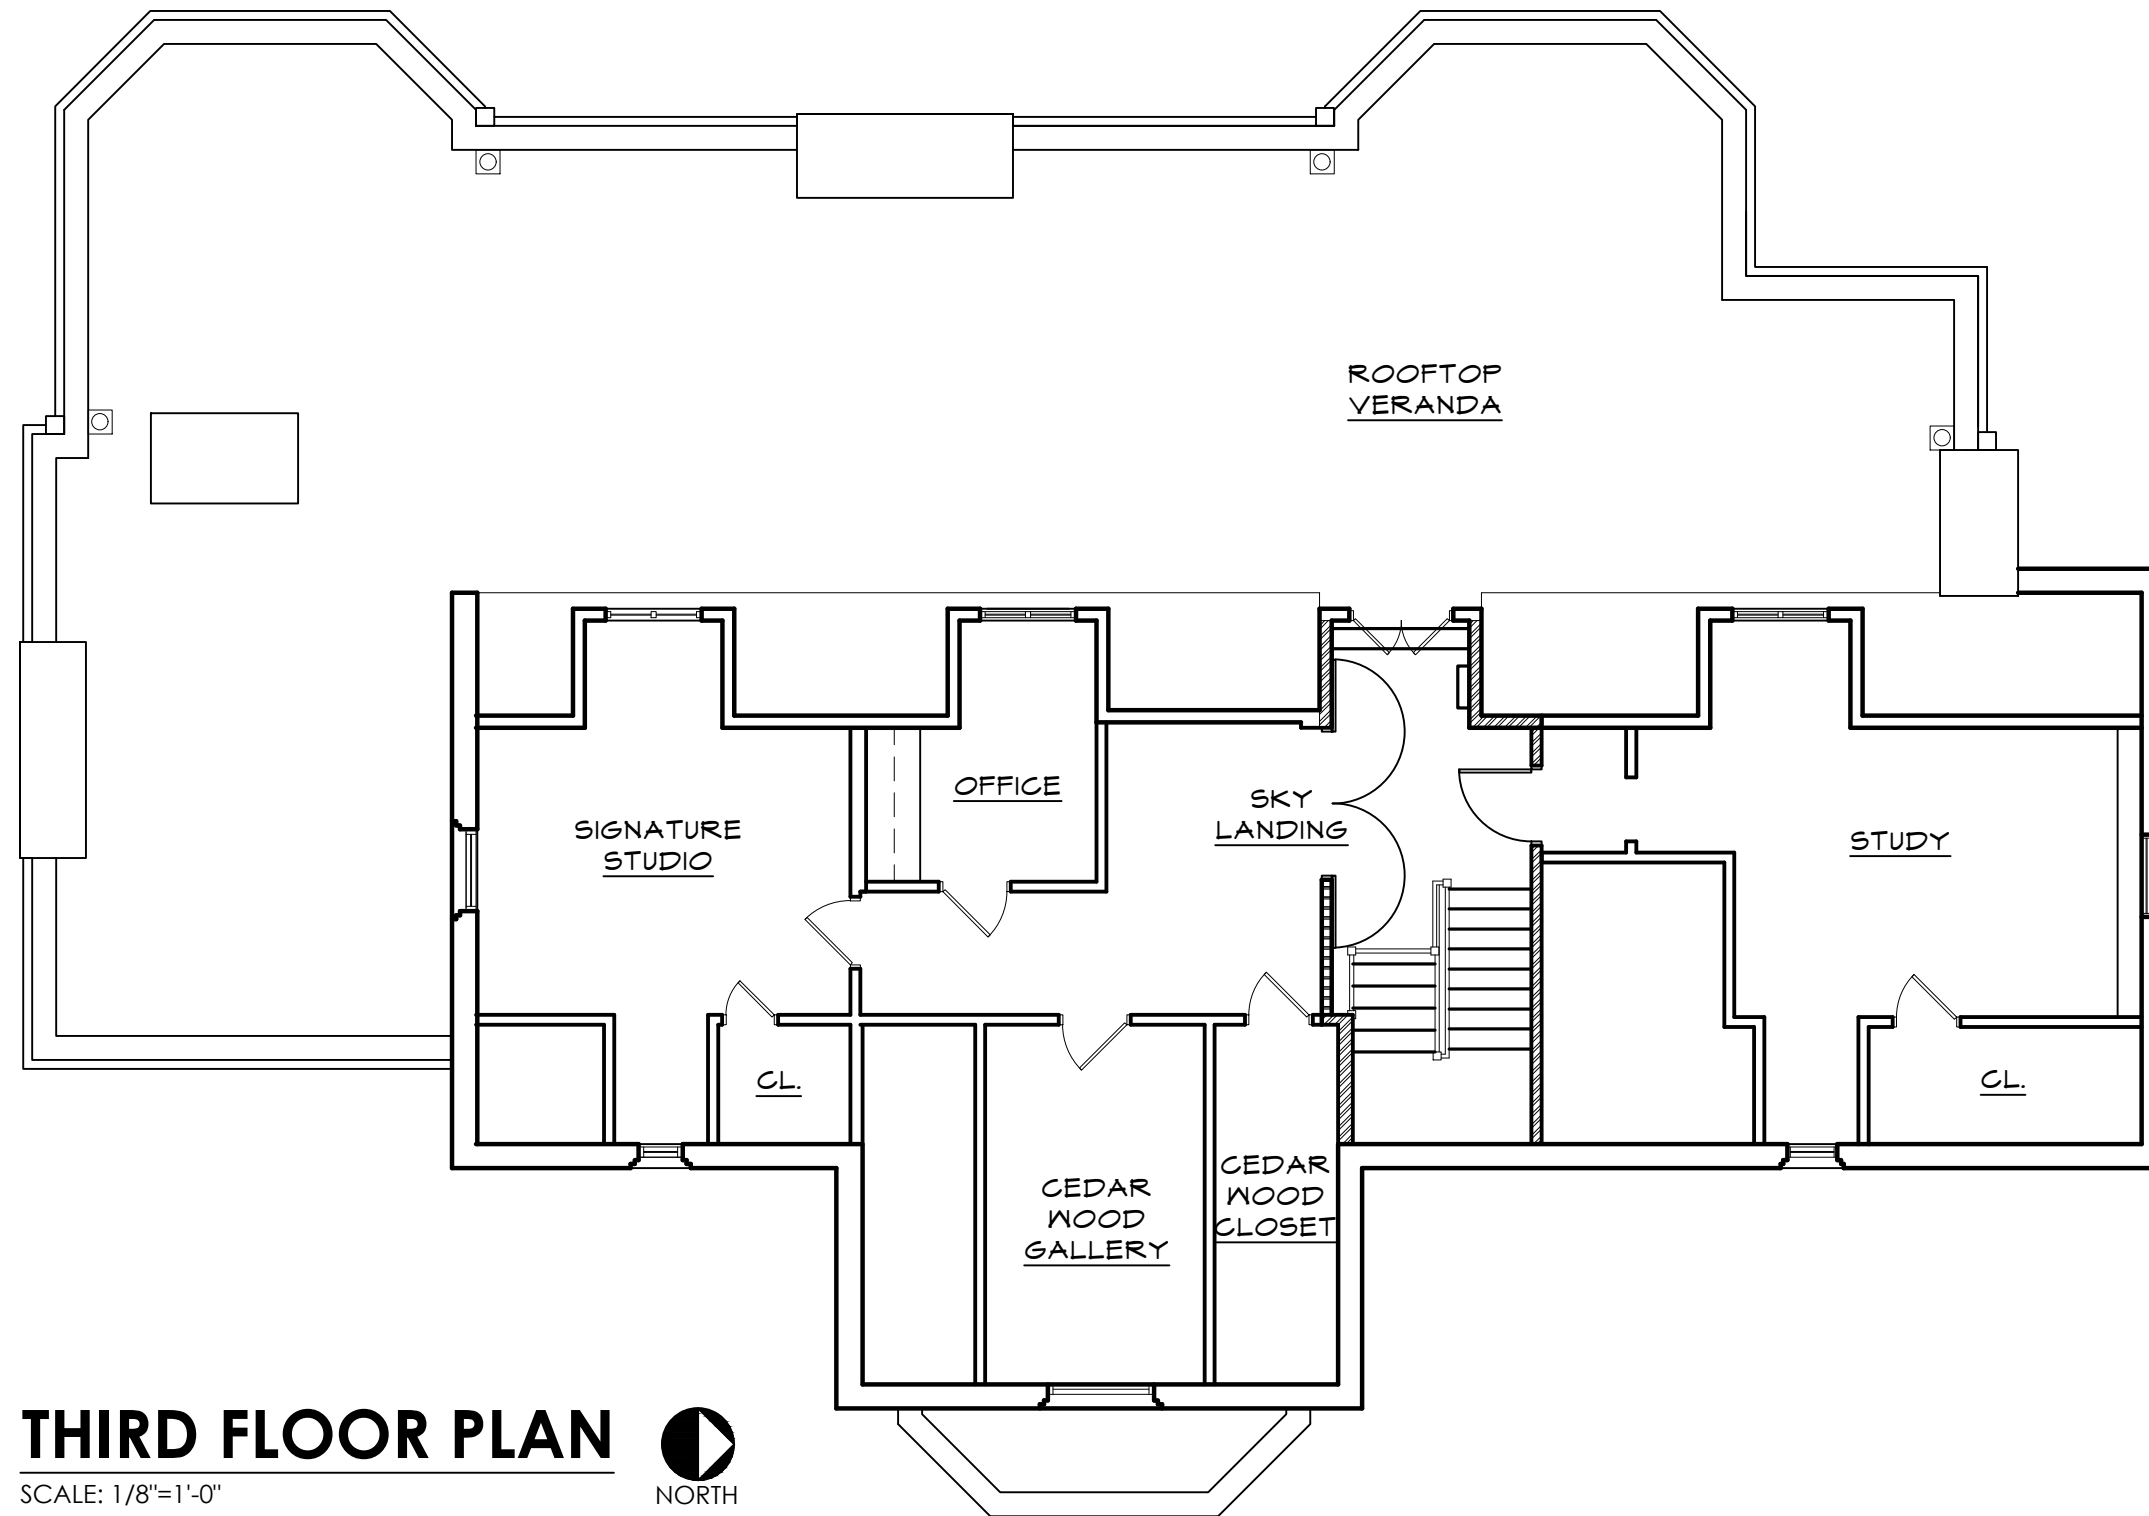 ROOFTOP
VERANDA
OFFICE
SKY
LANDING
SIGNATURE
STUDIO
STUDY
CL.
CL.
CEDAR
WOOD
CLOSET
CEDAR
WOOD
GALLERY
THIRD FLOOR PLAN
SCALE: 1/8"=1'-0"
NORTH